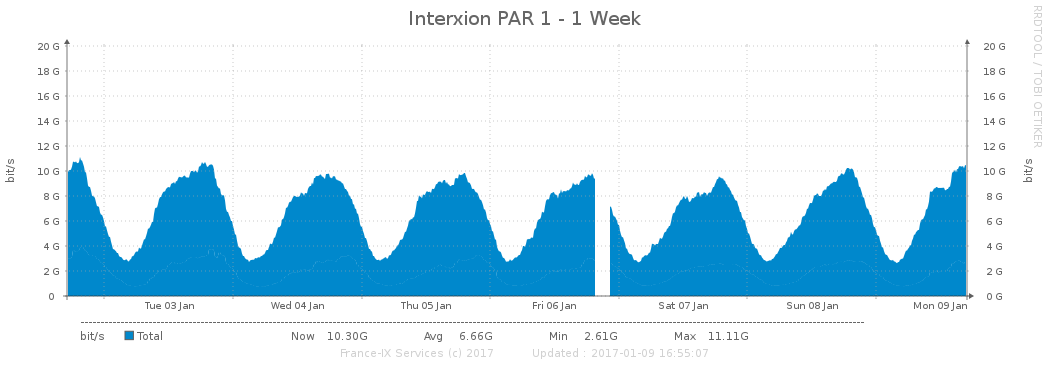 Interxion PAR 1 - 1 Week
RRDTOOL / TOBI OETIKER
20 G 20 G
18 G 18 G
16 G 16 G
14 G 14 G
12 G 12 G
10 G 10 G
8 G 8 G
6 G 6 G
4 G 4 G
2 G 2 G
0 0 G
bit/s bit/s
Tue 03 Jan Wed 04 Jan Thu 05 Jan Fri 06 Jan Sat 07 Jan Sun 08 Jan Mon 09 Jan
bit/s Total Now 10.30G Avg 6.66G Min 2.61G Max 11.11G
France-IX Services (c) 2017 Updated : 2017-01-09 16:55:07